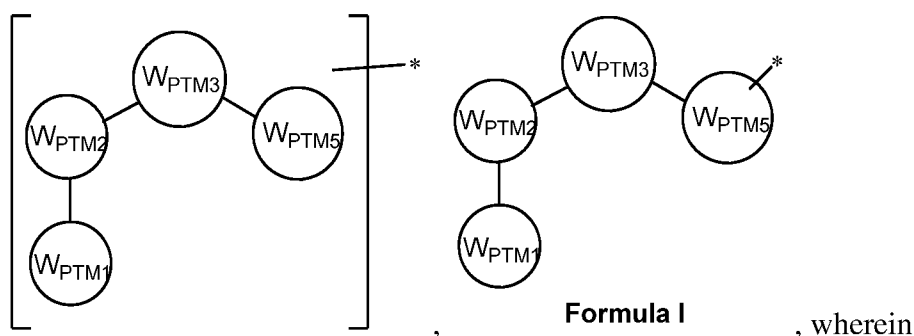 W_PTM3 * W_PTM3 *
W_PTM2 W_PTM5 W_PTM2 W_PTM5
W_PTM1 W_PTM1
, Formula I , wherein